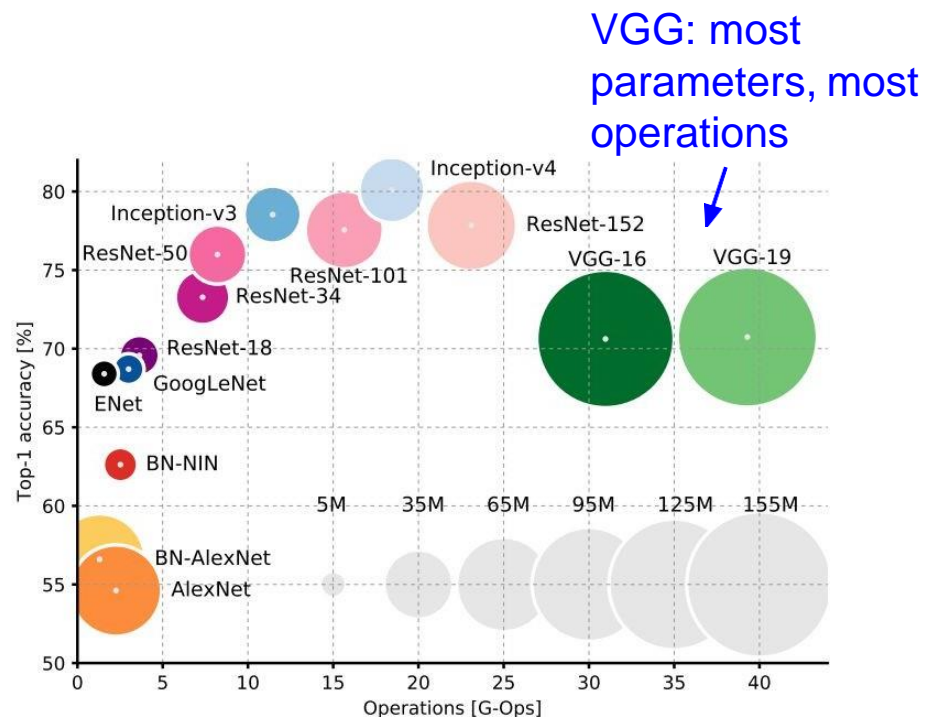 VGG: most
parameters, most
operations
Inception-v4
Inception-v3
ResNet-152
ResNet-50
VGG-16
VGG-19
ResNet-101
ResNet-34
ResNet-18
GoogLeNet
ENet
BN-NIN
5M 35M 65M 95M 125M 155M
BN-AlexNet
AlexNet
80
75
70
65
60
55
50
Top-1 accuracy [%]
0 5 10 15 20 25 30 35 40
Operations [G-Ops]